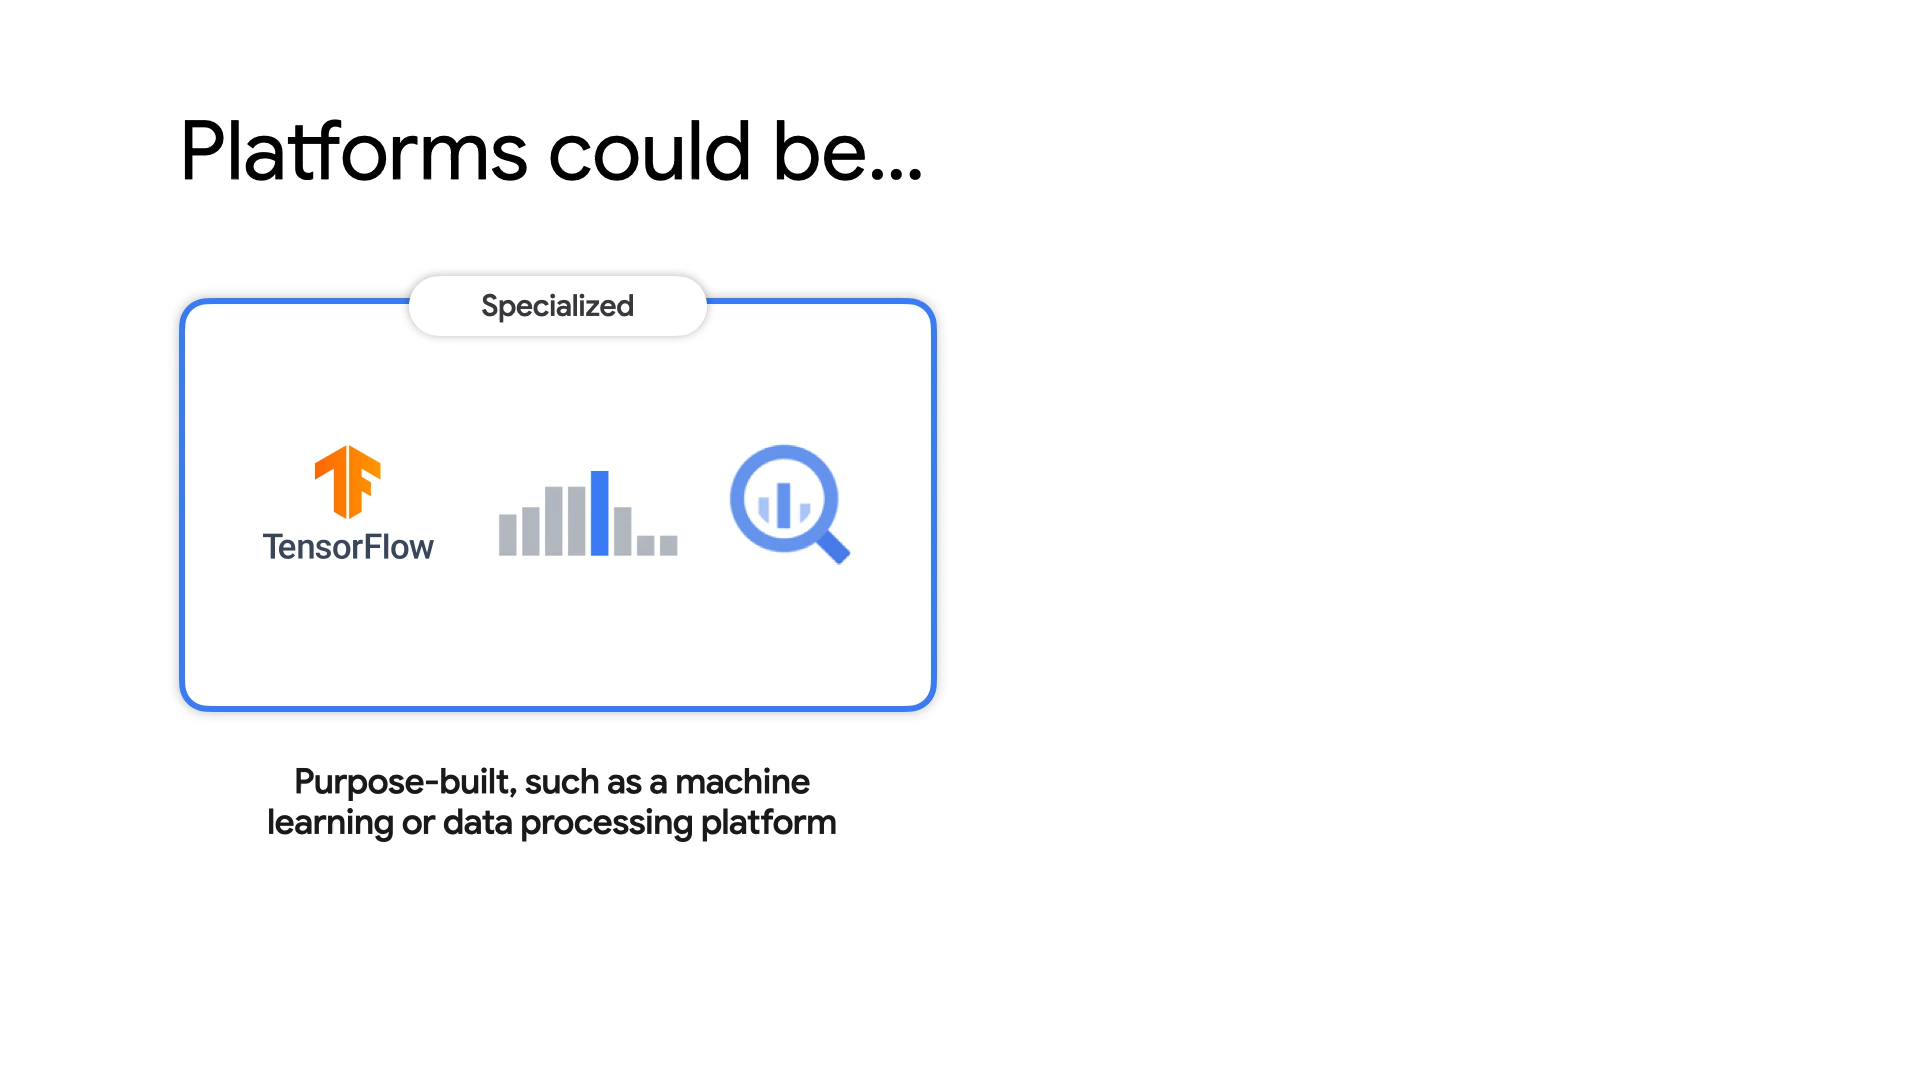 Platforms could be...
Specialized
TensorFlow
Purpose-built, such as a machine
learning or data processing platform